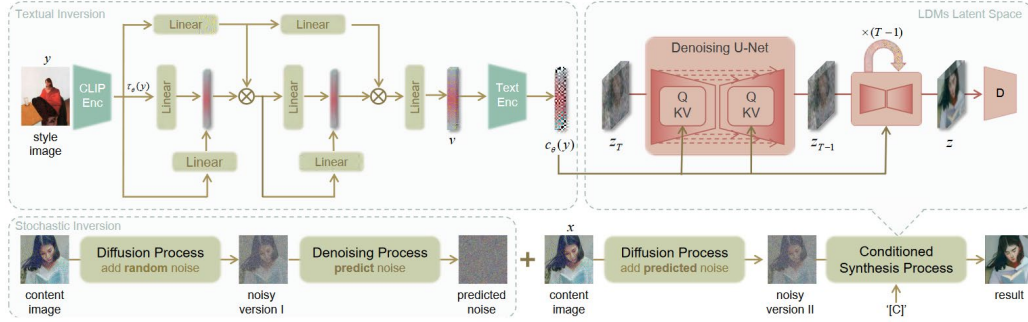 Textual Inversion
LDMs Latent Space
Linear
Linear
y
CLIP
Enc
τθ(y)
Linear
Linear
Linear
Text
Enc
style
image
Linear
Linear
v
cθ(y)
Denoising U-Net
Q
KV
Q
KV
zT
zT−1
×(T−1)
z
D
Stochastic Inversion
Diffusion Process
add random noise
Denoising Process
predict noise
content
image
noisy
version I
predicted
noise
+
x
Diffusion Process
add predicted noise
Conditioned
Synthesis Process
content
image
noisy
version II
'[C]'
result